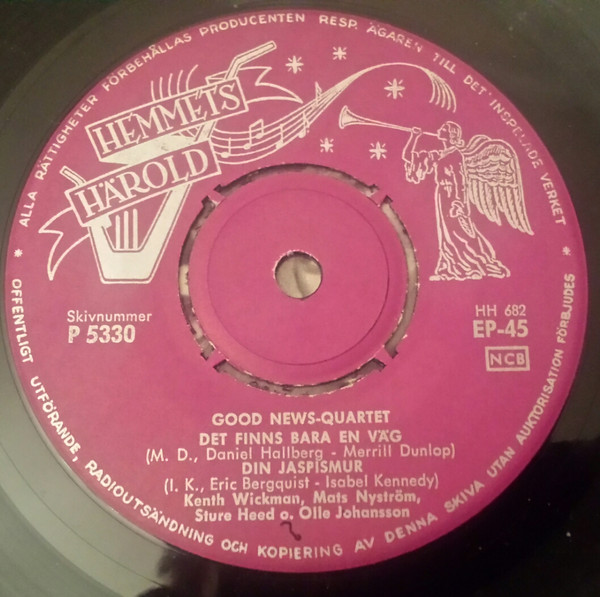 * ALLA RÄTTIGHETER FÖRBEHÅLLAS PRODUCENTEN RESP. ÄGAREN TILL DET INSPELADE VERKET *
HEMMETS
HÄROLD
Skivnummer
P 5330
HH 682
EP-45
NCB
GOOD NEWS-QUARTET
DET FINNS BARA EN VÄG
(M. D., Daniel Hallberg - Merrill Dunlop)
DIN JASPISMUR
(I. K., Eric Bergquist - Isabel Kennedy)
Kenth Wickman, Mats Nyström,
Sture Heed o. Olle Johansson
OFFENTLIGT UTFÖRANDE, RADIOUTSÄNDNING OCH KOPIERING AV DENNA SKIVA UTAN AUKTORISATION FÖRBJUDES